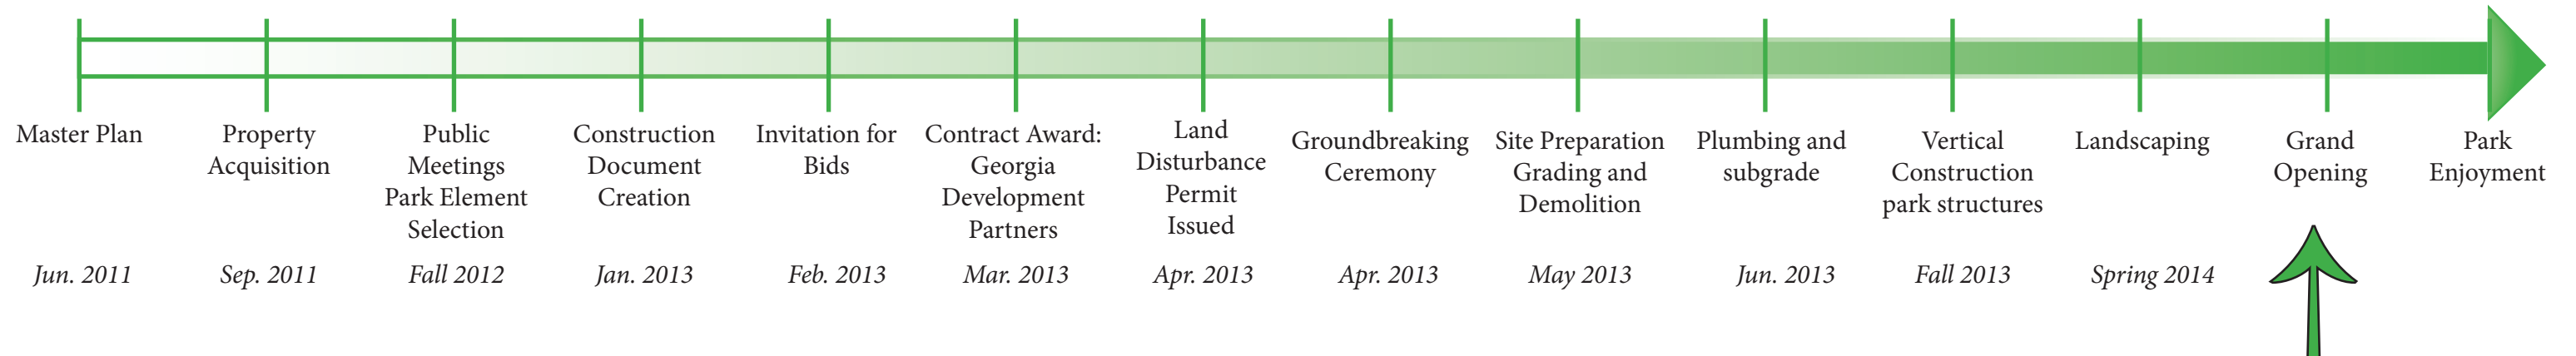 Master Plan
Jun. 2011
Property
Acquisition
Sep. 2011
Public
Meetings
Park Element
Selection
Fall 2012
Construction
Document
Creation
Jan. 2013
Invitation for
Bids
Feb. 2013
Contract Award:
Georgia
Development
Partners
Mar. 2013
Land
Disturbance
Permit
Issued
Apr. 2013
Groundbreaking
Ceremony
Apr. 2013
Site Preparation
Grading and
Demolition
May 2013
Plumbing and
subgrade
Jun. 2013
Vertical
Construction
park structures
Fall 2013
Landscaping
Spring 2014
Grand
Opening
Park
Enjoyment